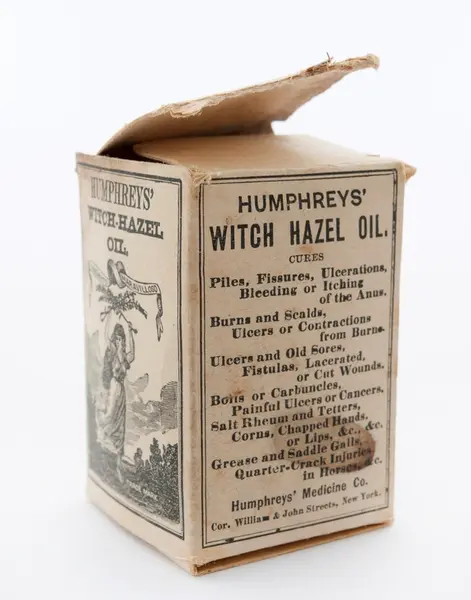 HUMPHREYS'
WITCH-HAZEL
OIL.
HUMPHREYS'
WITCH HAZEL OIL.
CURES
Piles, Fissures, Ulcerations,
Bleeding or Itching
of the Anus.
Burns and Scalds,
Ulcers or Contractions
from Burns.
Ulcers and Old Sores,
Fistulas, Lacerated,
or Cut Wounds.
Boils or Carbuncles,
Painful Ulcers or Cancers.
Salt Rheum and Tetters,
Corns, Chapped Hands,
or Lips, &c., &c.
Grease and Saddle Galls,
Quarter-Crack Injuries
in Horses, &c.
Humphreys' Medicine Co.
Cor. William & John Streets, New York.